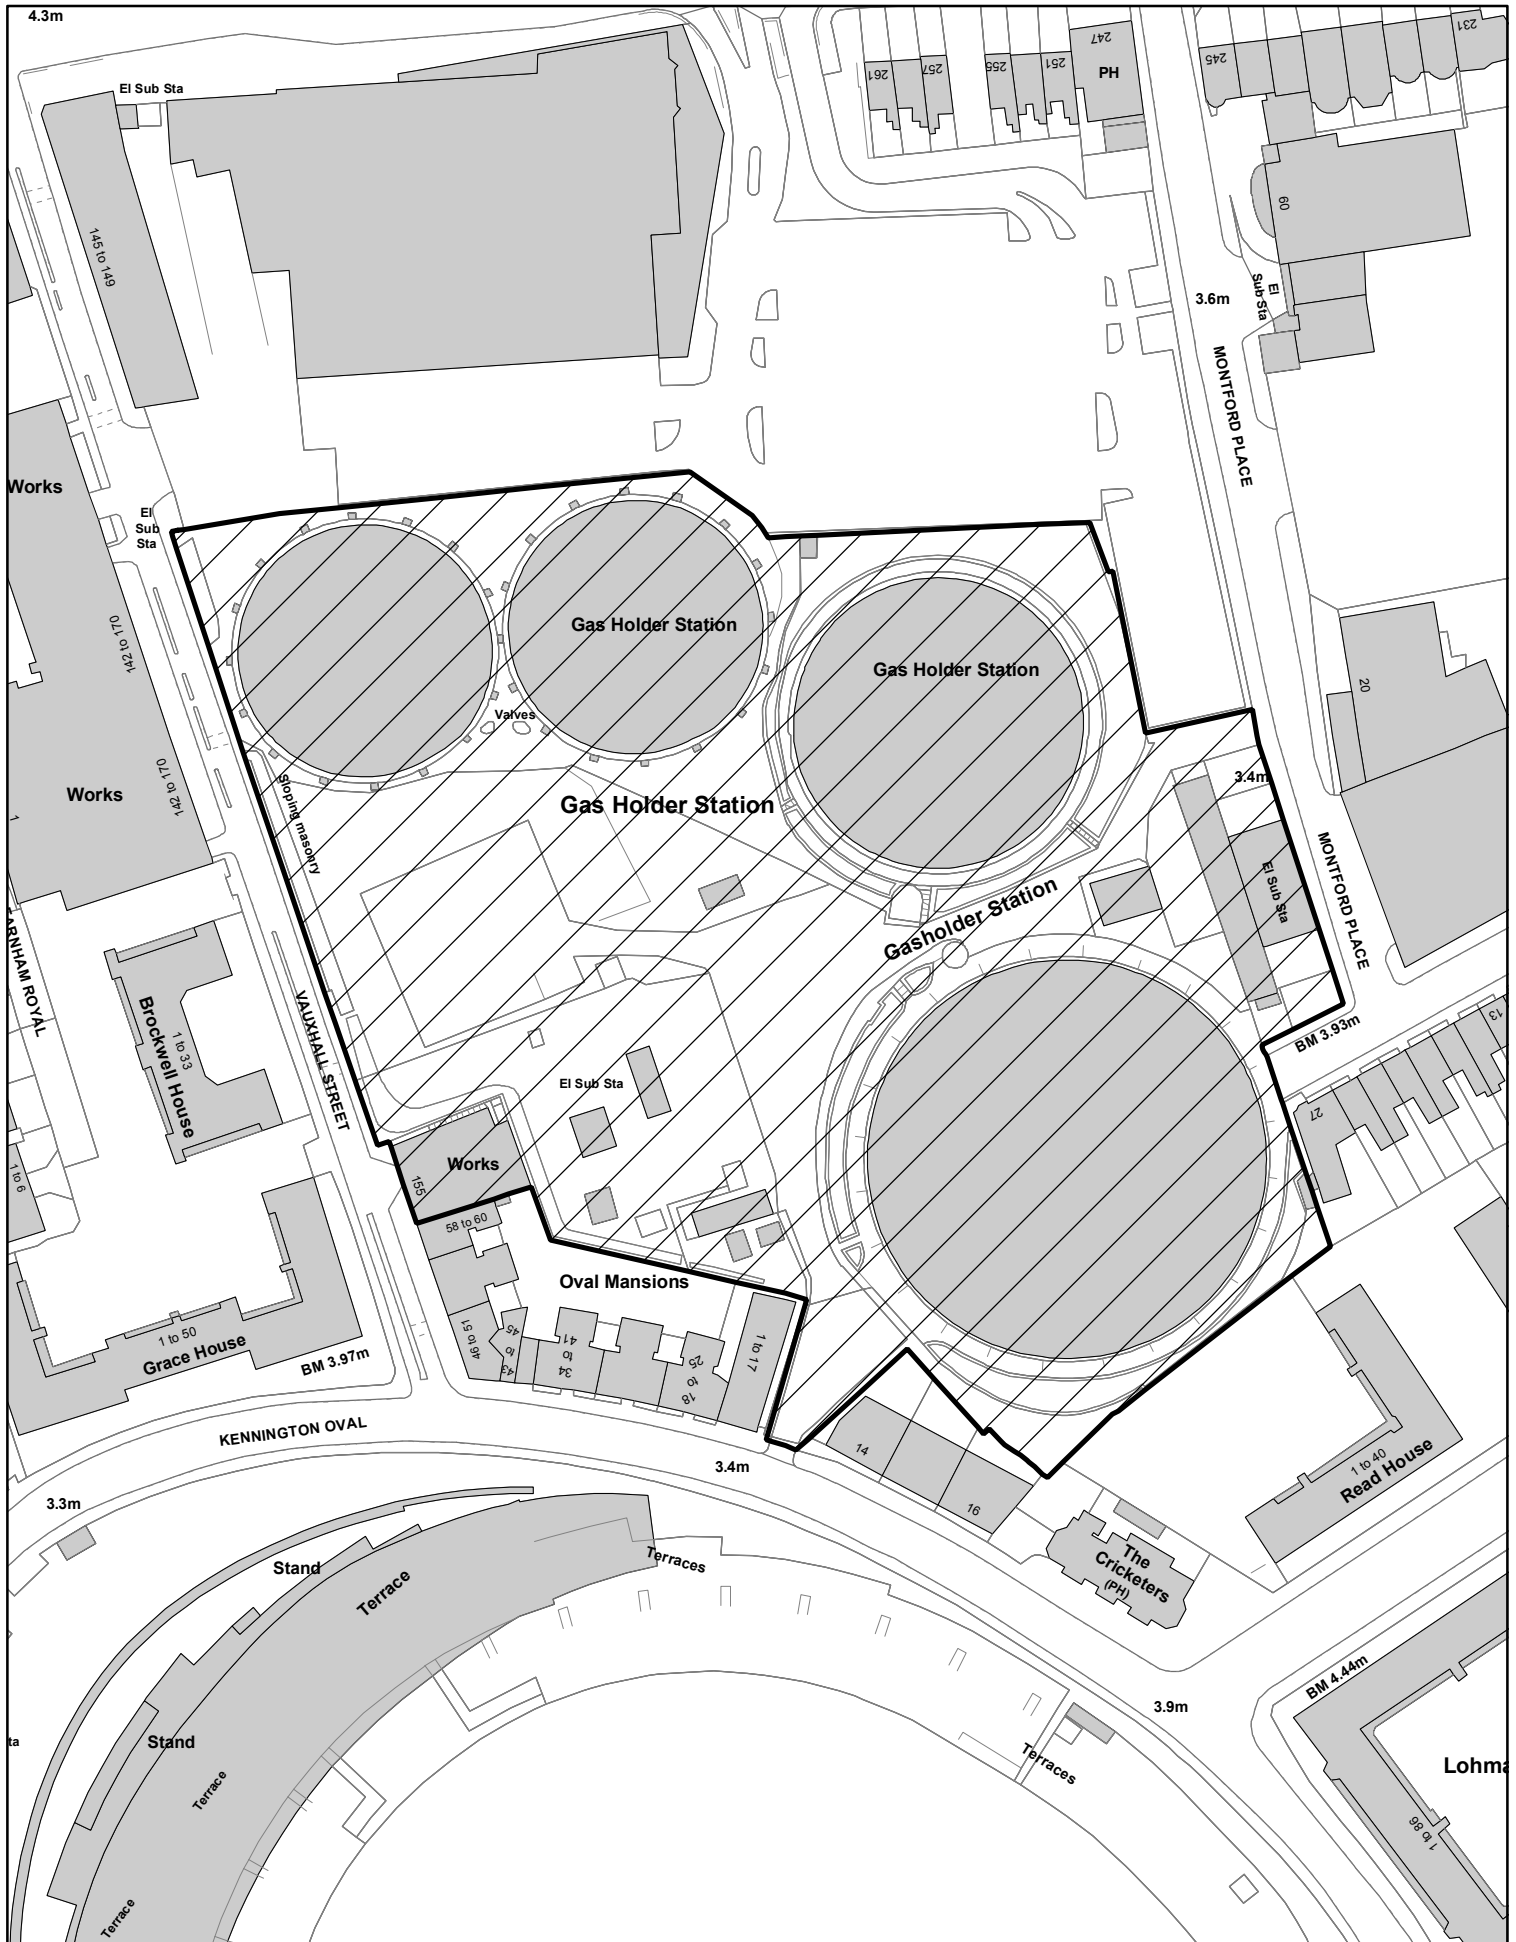 4.3m
El Sub Sta
261
257
255
251
247
PH
245
231
145 to 149
60
El
Sub Sta
3.6m
MONTFORD PLACE
Works
El
Sub
Sta
142 to 170
Gas Holder Station
Gas Holder Station
Valves
20
Sloping masonry
Gas Holder Station
3.4m
Works
142 to 170
1
MONTFORD PLACE
El Sub Sta
Gasholder Station
ARNHAM ROYAL
Brockwell House
1 to 33
VAUXHALL STREET
BM 3.93m
13
27
El Sub Sta
Works
155
1 to 6
58 to 60
Oval Mansions
1 to 50
Grace House
BM 3.97m
46 to 51
45
to
43
41
to
34
25
to
18
1 to 17
KENNINGTON OVAL
3.4m
14
16
1 to 40
Read House
3.3m
Stand
Terrace
Terraces
The
Cricketers
(PH)
BM 4.44m
3.9m
ta
Stand
Terrace
Terraces
Lohma
1 to 86
Terrace